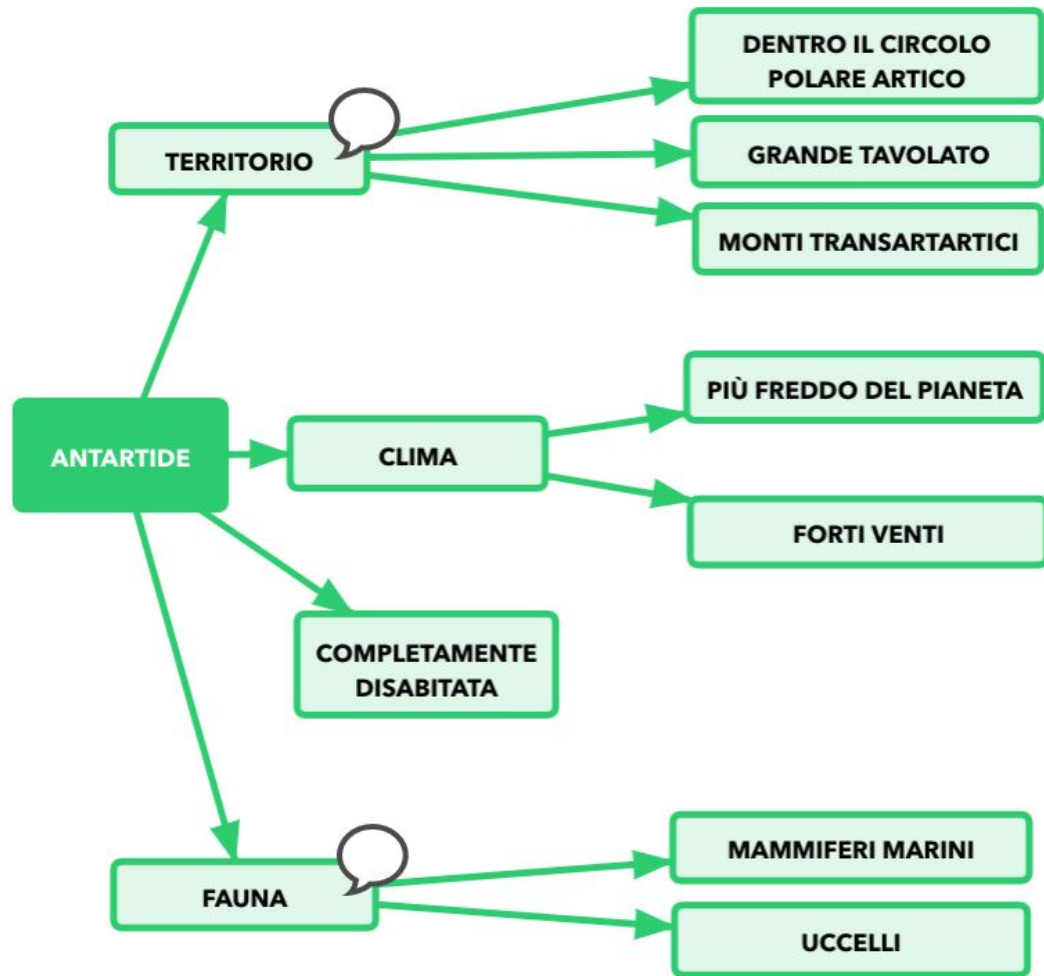 DENTRO IL CIRCOLO
POLARE ARTICO
TERRITORIO
GRANDE TAVOLATO
MONTI TRANSARTARTICI
PIÙ FREDDO DEL PIANETA
ANTARTIDE
CLIMA
FORTI VENTI
COMPLETAMENTE
DISABITATA
MAMMIFERI MARINI
FAUNA
UCCELLI